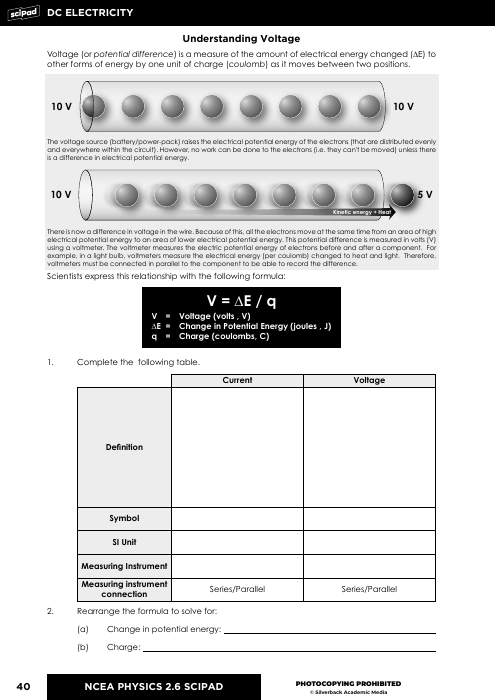 scipad DC ELECTRICITY
Understanding Voltage
Voltage (or potential difference) is a measure of the amount of electrical energy changed (∆E) to
other forms of energy by one unit of charge (coulomb) as it moves between two positions.
10 V 10 V
The voltage source (battery/power-pack) raises the electrical potential energy of the electrons (that are distributed evenly
and everywhere within the circuit). However, no work can be done to the electrons (i.e. they can't be moved) unless there
is a difference in electrical potential energy.
10 V 5 V
Kinetic energy + Heat
There is now a difference in voltage in the wire. Because of this, all the electrons move at the same time from an area of high
electrical potential energy to an area of lower electrical potential energy. This potential difference is measured in volts (V)
using a voltmeter. The voltmeter measures the electric potential energy of electrons before and after a component. For
example, in a light bulb, voltmeters measure the electrical energy (per coulomb) changed to heat and light. Therefore,
voltmeters must be connected in parallel to the component to be able to record the difference.
Scientists express this relationship with the following formula:
V = ∆E / q
V = Voltage (volts , V)
∆E = Change in Potential Energy (joules , J)
q = Charge (coulombs, C)
1. Complete the following table.
Current Voltage
Definition
Symbol
SI Unit
Measuring Instrument
Measuring instrument
connection Series/Parallel Series/Parallel
2. Rearrange the formula to solve for:
(a) Change in potential energy:
(b) Charge:
40 NCEA PHYSICS 2.6 SCIPAD PHOTOCOPYING PROHIBITED
© Silverback Academic Media